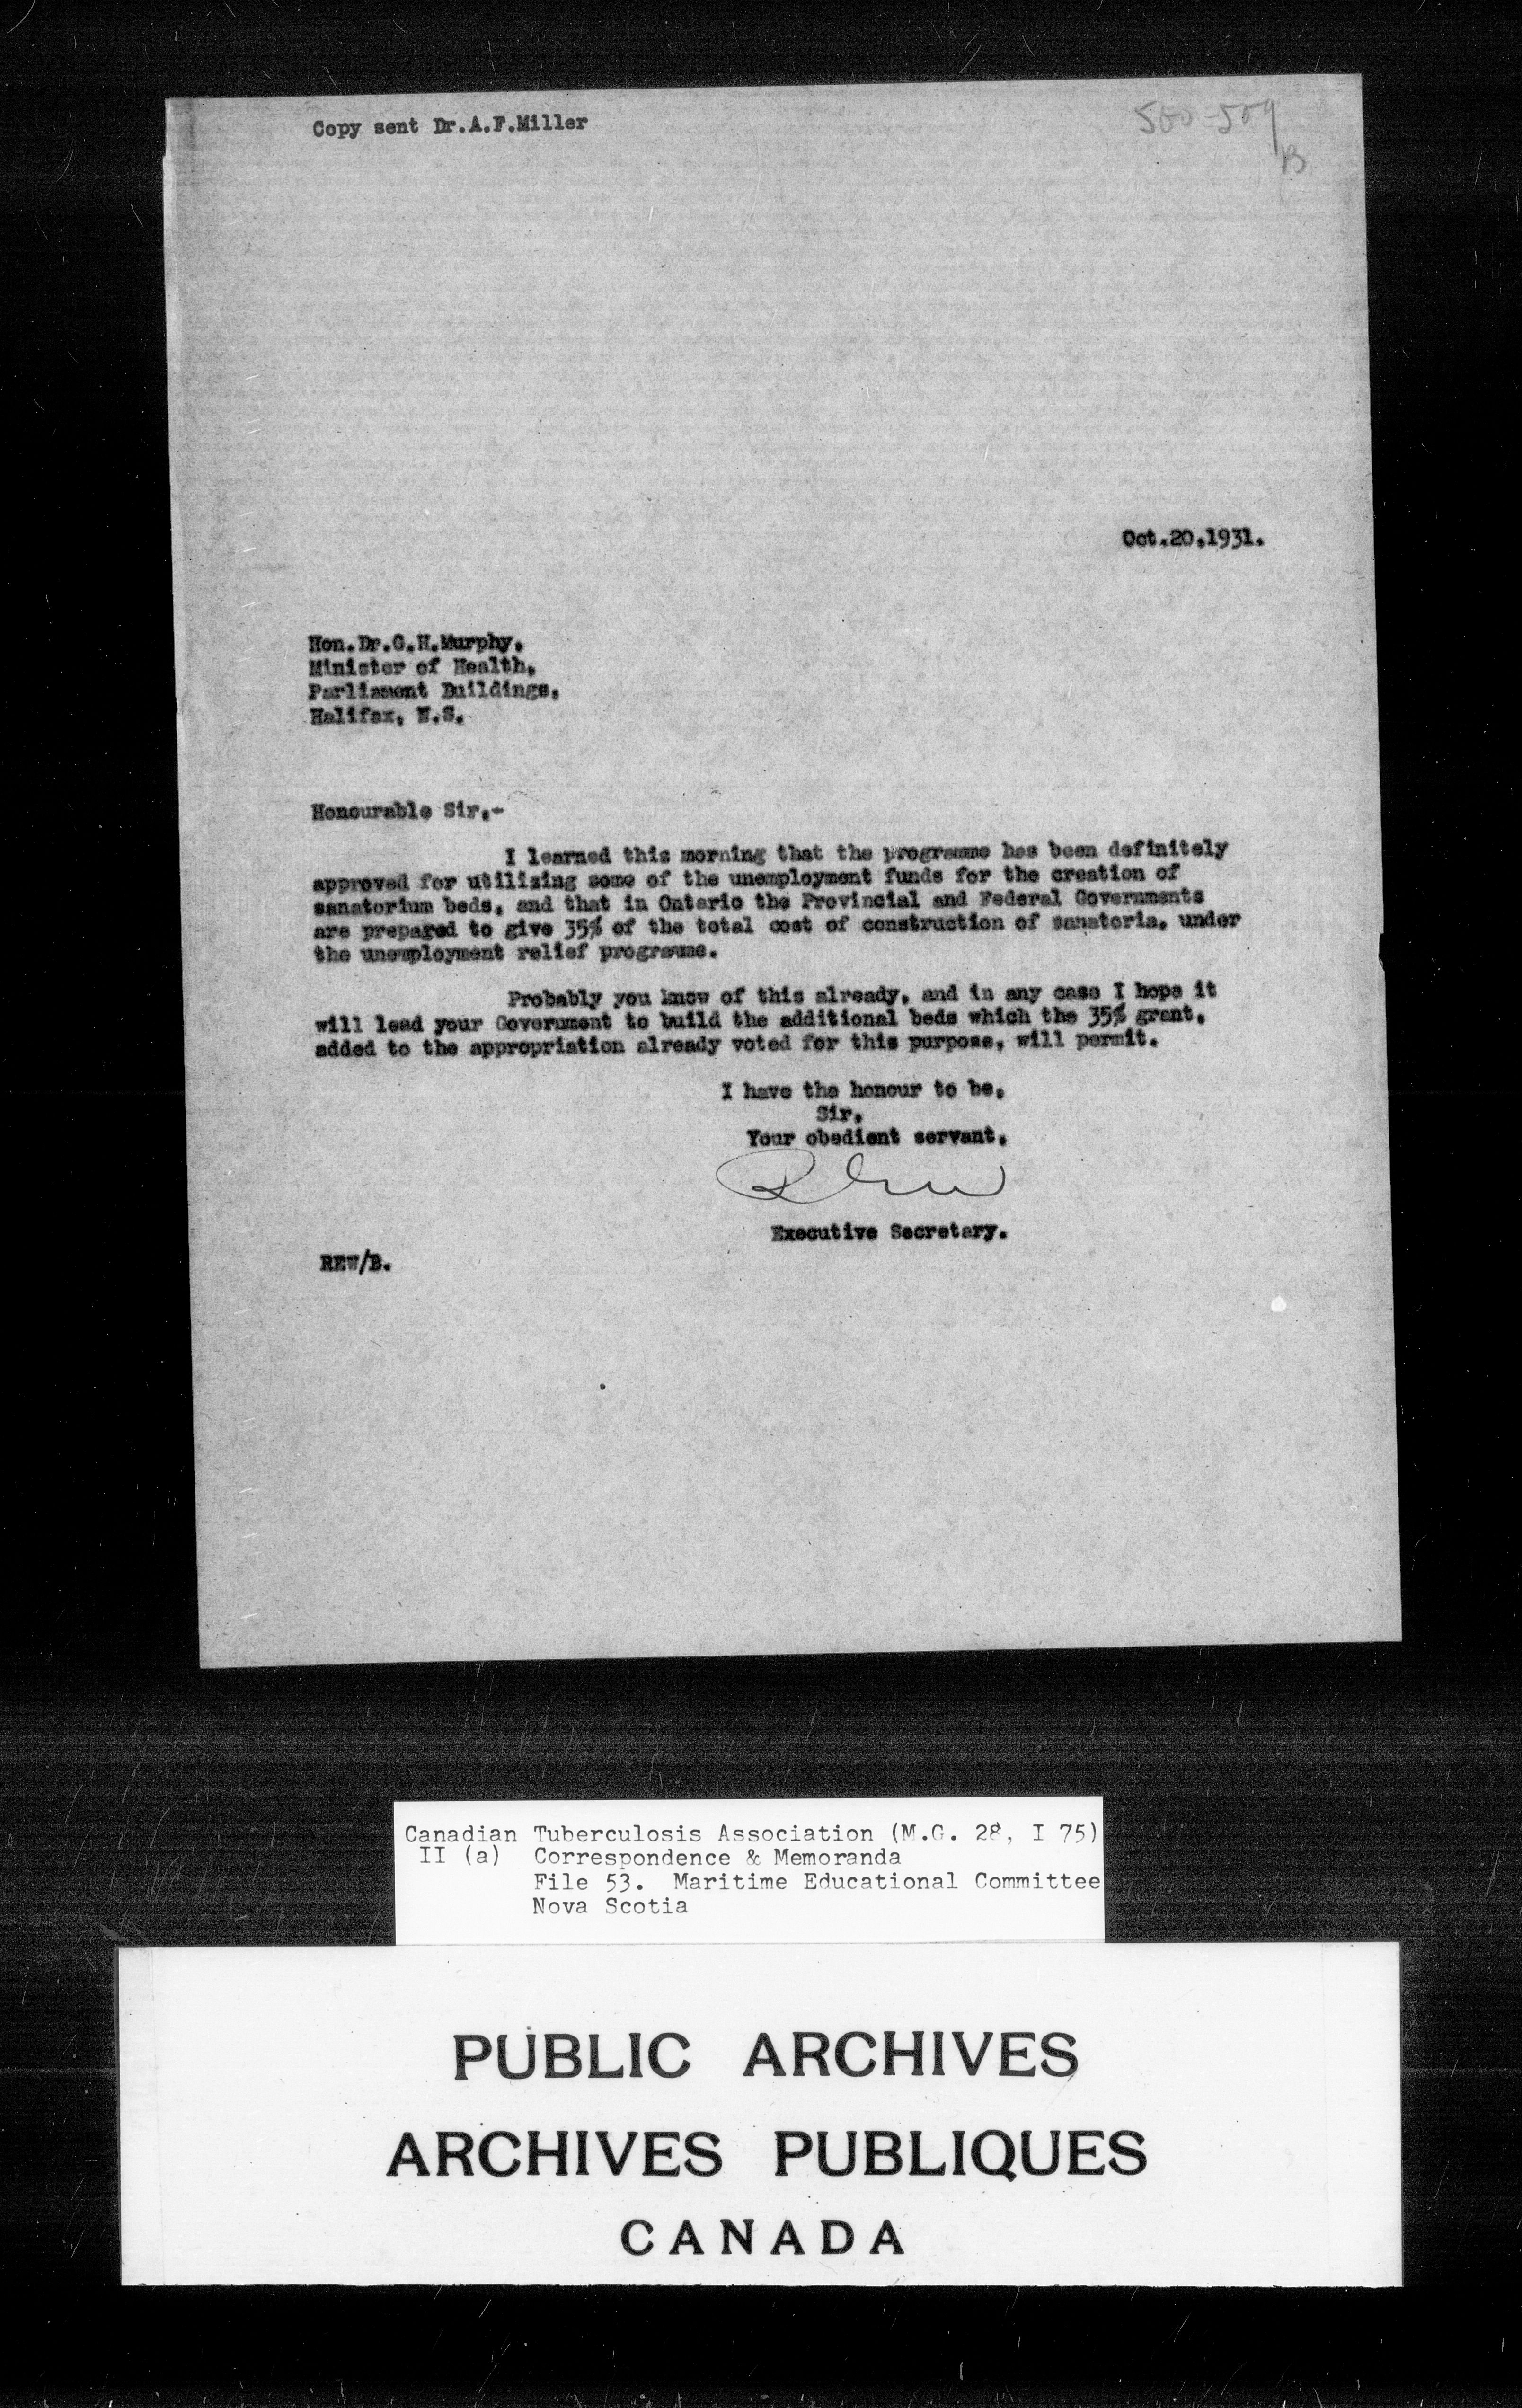 Copy sent Dr.A.F.Miller
500-509
B
Oct.20,1931.
Hon.Dr.G.H.Murphy,
Minister of Health,
Parliament Buildings,
Halifax, N.S.
Honourable Sir,-
I learned this morning that the programme has been definitely
approved for utilizing some of the unemployment funds for the creation of
sanatorium beds, and that in Ontario the Provincial and Federal Governments
are prepared to give 35% of the total cost of construction of sanatoria, under
the unemployment relief programme.
Probably you know of this already, and in any case I hope it
will lead your Government to build the additional beds which the 35% grant,
added to the appropriation already voted for this purpose, will permit.
I have the honour to be,
Sir,
Your obedient servant,
Executive Secretary.
REW/B.
Canadian Tuberculosis Association (M.G. 28, I 75)
II (a) Correspondence & Memoranda
File 53. Maritime Educational Committee
Nova Scotia
PUBLIC ARCHIVES
ARCHIVES PUBLIQUES
CANADA